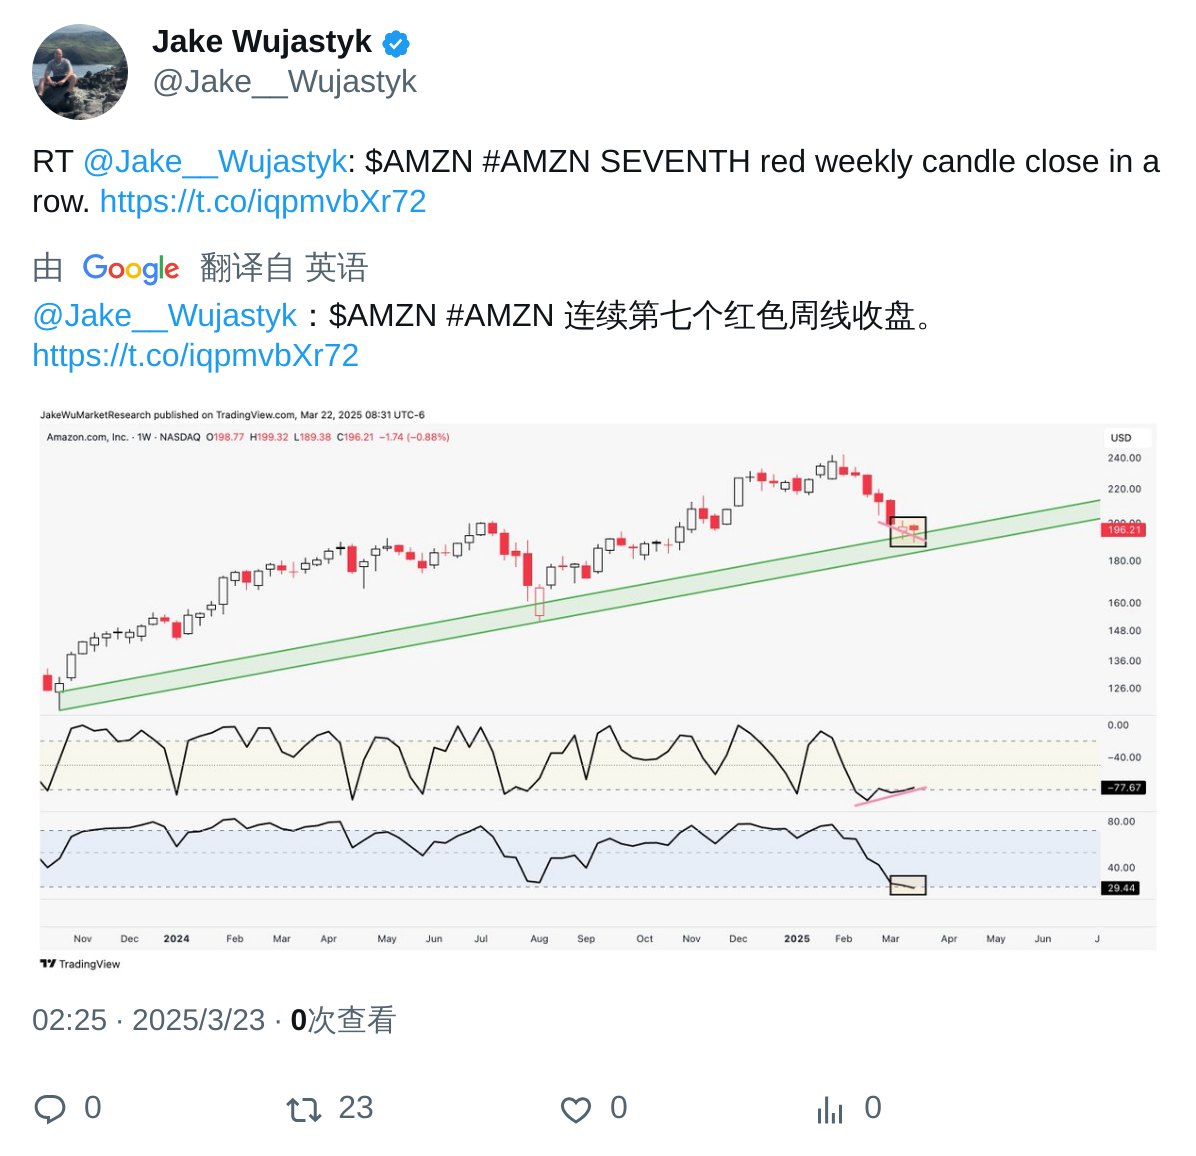 Jake Wujastyk
@Jake__Wujastyk
RT @Jake__Wujastyk: $AMZN #AMZN SEVENTH red weekly candle close in a
row. https://t.co/iqpmvbXr72
由 Google 翻译自 英语
@Jake__Wujastyk：$AMZN #AMZN 连续第七个红色周线收盘。
https://t.co/iqpmvbXr72
JakeWuMarketResearch published on TradingView.com, Mar 22, 2025 08:31 UTC-6
Amazon.com, Inc. · 1W · NASDAQ O198.77 H199.32 L189.38 C196.21 −1.74 (−0.88%)
USD
240.00
220.00
200.00
196.21
180.00
160.00
148.00
136.00
126.00
0.00
−40.00
−77.67
80.00
40.00
29.44
Nov Dec 2024 Feb Mar Apr May Jun Jul Aug Sep Oct Nov Dec 2025 Feb Mar Apr May Jun J
TradingView
02:25 · 2025/3/23 · 0次查看
0 23 0 0